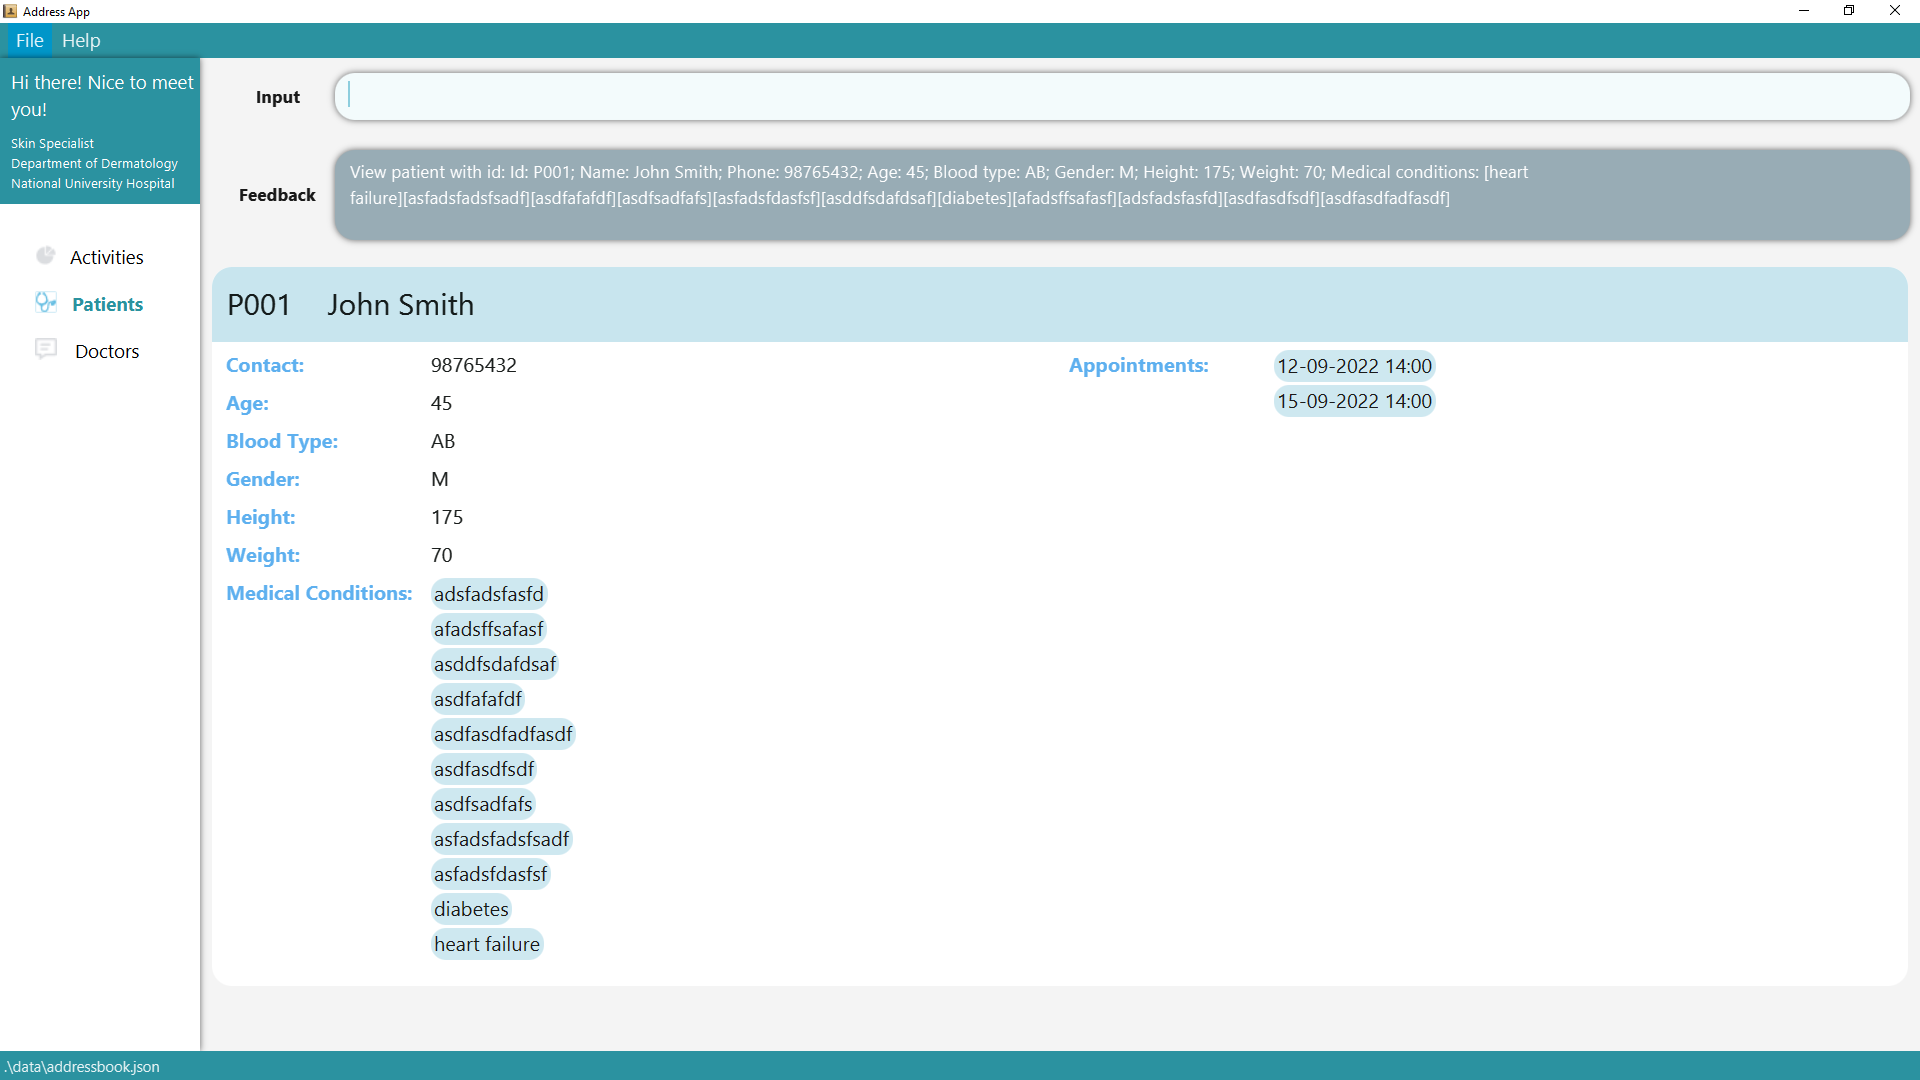 Address App
File Help
Hi there! Nice to meet
you!
Skin Specialist
Department of Dermatology
National University Hospital
Activities
Patients
Doctors
Input
Feedback
View patient with id: Id: P001; Name: John Smith; Phone: 98765432; Age: 45; Blood type: AB; Gender: M; Height: 175; Weight: 70; Medical conditions: [heart
failure][asfadsfadsfsadf][asdfafafdf][asdfsadfafs][asfadsfdasfsf][asddfsdafdsaf][diabetes][afadsffsafasf][adsfadsfasfd][asdfasdfsdf][asdfasdfadfasdf]
P001 John Smith
Contact: 98765432
Age: 45
Blood Type: AB
Gender: M
Height: 175
Weight: 70
Medical Conditions: adsfadsfasfd
afadsffsafasf
asddfsdafdsaf
asdfafafdf
asdfasdfadfasdf
asdfasdfsdf
asdfsadfafs
asfadsfadsfsadf
asfadsfdasfsf
diabetes
heart failure
Appointments: 12-09-2022 14:00
15-09-2022 14:00
.\data\addressbook.json